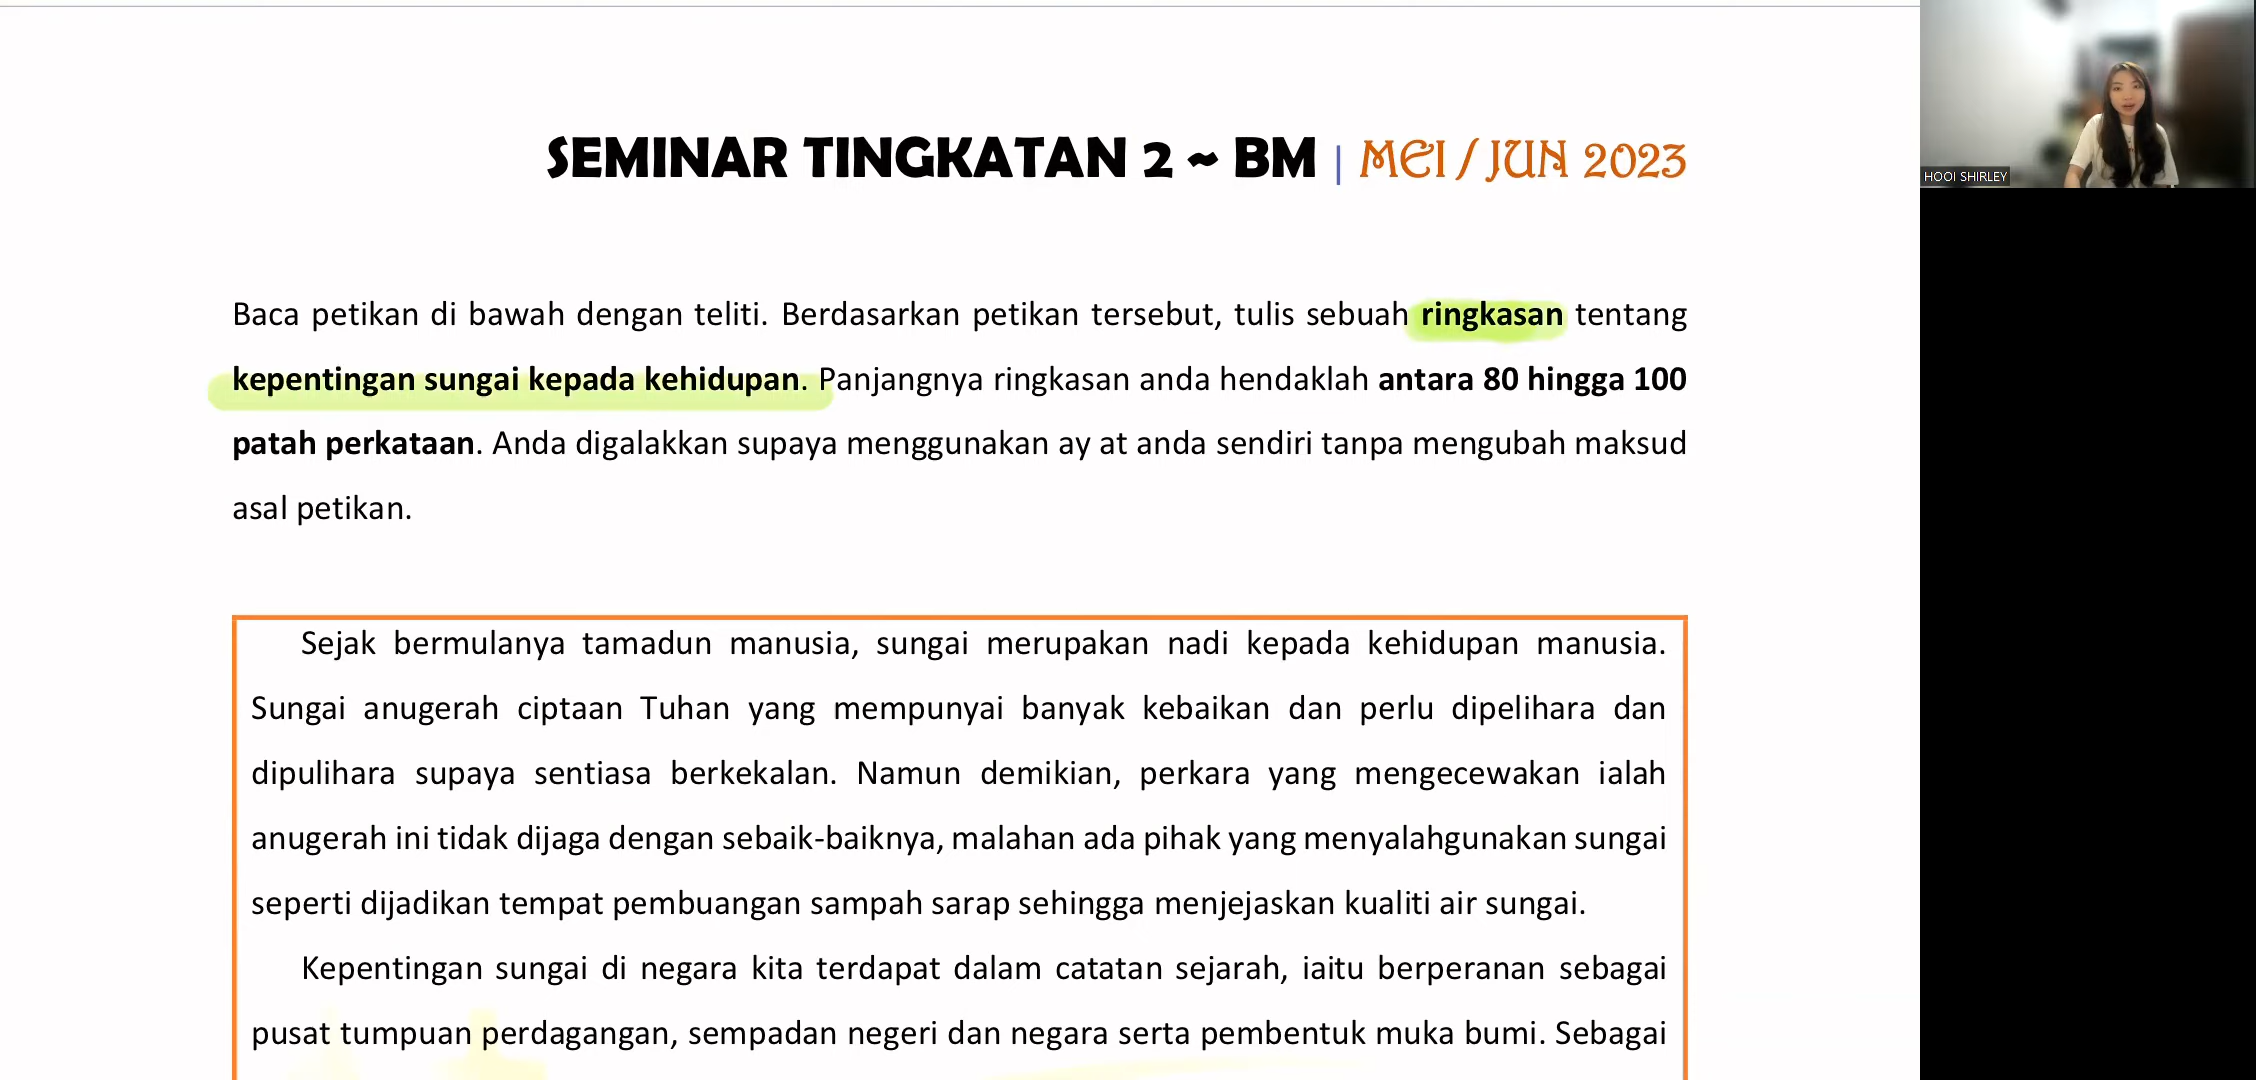 SEMINAR TINGKATAN 2 ~ BM | MEI / JUN 2023
HOOI SHIRLEY
Baca petikan di bawah dengan teliti. Berdasarkan petikan tersebut, tulis sebuah ringkasan tentang
kepentingan sungai kepada kehidupan. Panjangnya ringkasan anda hendaklah antara 80 hingga 100
patah perkataan. Anda digalakkan supaya menggunakan ay at anda sendiri tanpa mengubah maksud
asal petikan.
Sejak bermulanya tamadun manusia, sungai merupakan nadi kepada kehidupan manusia.
Sungai anugerah ciptaan Tuhan yang mempunyai banyak kebaikan dan perlu dipelihara dan
dipulihara supaya sentiasa berkekalan. Namun demikian, perkara yang mengecewakan ialah
anugerah ini tidak dijaga dengan sebaik-baiknya, malahan ada pihak yang menyalahgunakan sungai
seperti dijadikan tempat pembuangan sampah sarap sehingga menjejaskan kualiti air sungai.
Kepentingan sungai di negara kita terdapat dalam catatan sejarah, iaitu berperanan sebagai
pusat tumpuan perdagangan, sempadan negeri dan negara serta pembentuk muka bumi. Sebagai